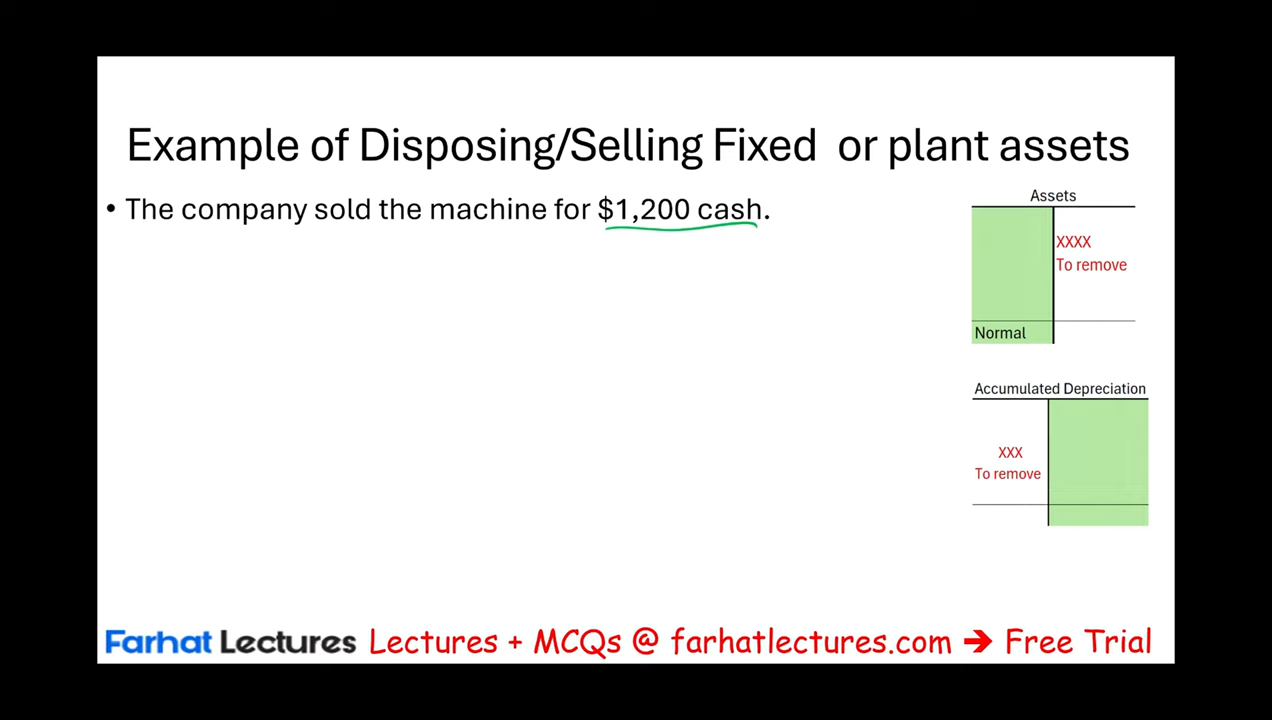 Example of Disposing/Selling Fixed or plant assets
• The company sold the machine for $1,200 cash.
Assets
XXXX
To remove
Normal
Accumulated Depreciation
XXX
To remove
Farhat Lectures Lectures + MCQs @ farhatlectures.com ➔ Free Trial